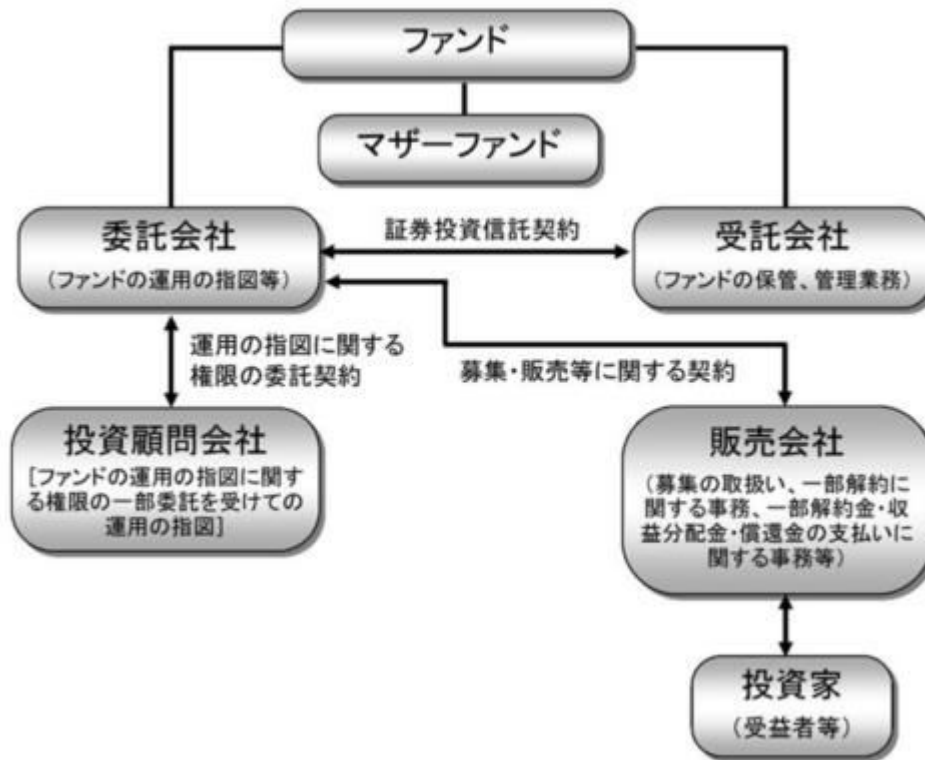 ファンド
マザーファンド
委託会社
（ファンドの運用の指図等）
証券投資信託契約
受託会社
（ファンドの保管、管理業務）
運用の指図に関する
権限の委託契約
募集・販売等に関する契約
投資顧問会社
[ファンドの運用の指図に関す
る権限の一部委託を受けての
運用の指図]
販売会社
（募集の取扱い、一部解約に
関する事務、一部解約金・収
益分配金・償還金の支払いに
関する事務等）
投資家
（受益者等）